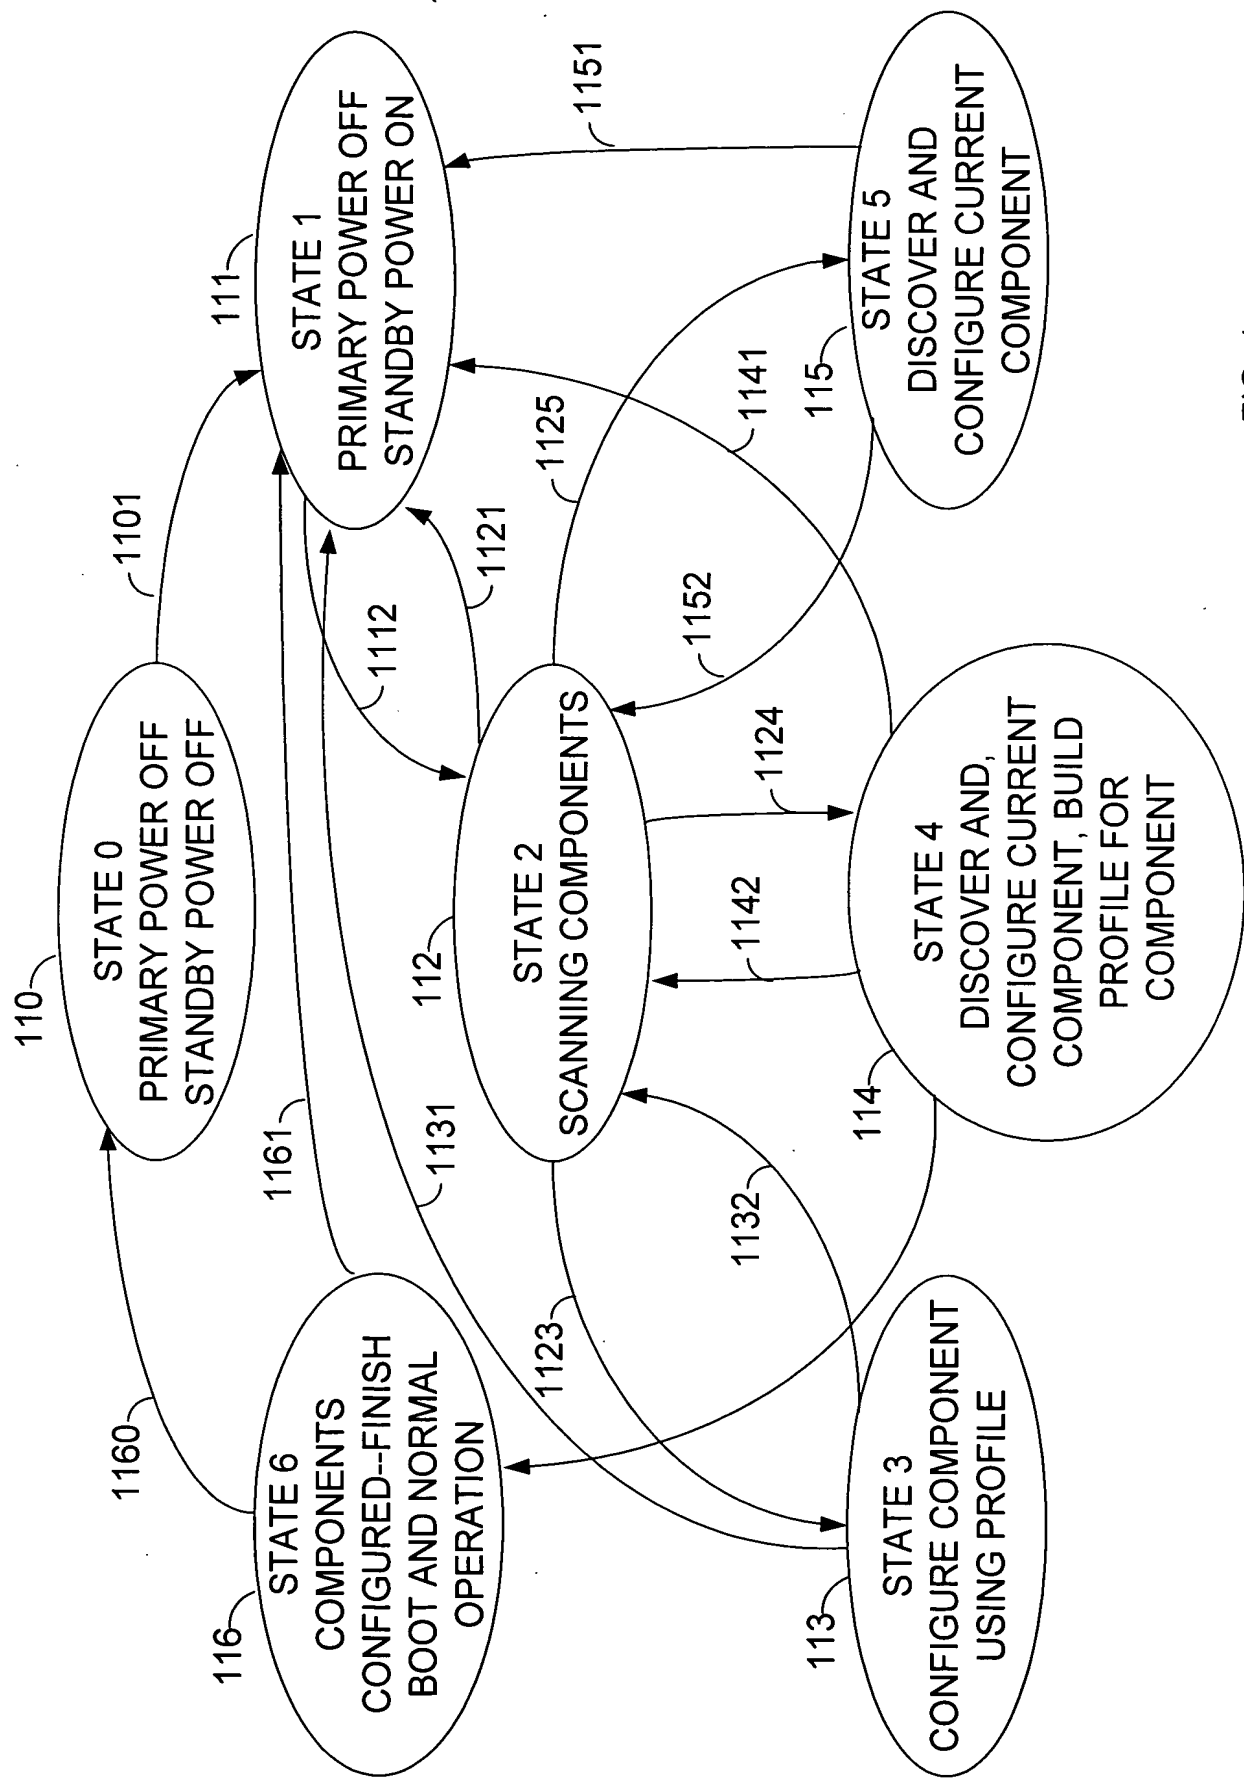 110
STATE 0
PRIMARY POWER OFF
STANDBY POWER OFF
1160
1101
116
STATE 6
COMPONENTS
CONFIGURED--FINISH
BOOT AND NORMAL
OPERATION
1161
111
STATE 1
PRIMARY POWER OFF
STANDBY POWER ON
1131
1112
1121
112
STATE 2
SCANNING COMPONENTS
1123
1125
1151
1132
1142
1124
1152
1141
113
STATE 3
CONFIGURE COMPONENT
USING PROFILE
114
STATE 4
DISCOVER AND,
CONFIGURE CURRENT
COMPONENT, BUILD
PROFILE FOR
COMPONENT
115
STATE 5
DISCOVER AND
CONFIGURE CURRENT
COMPONENT